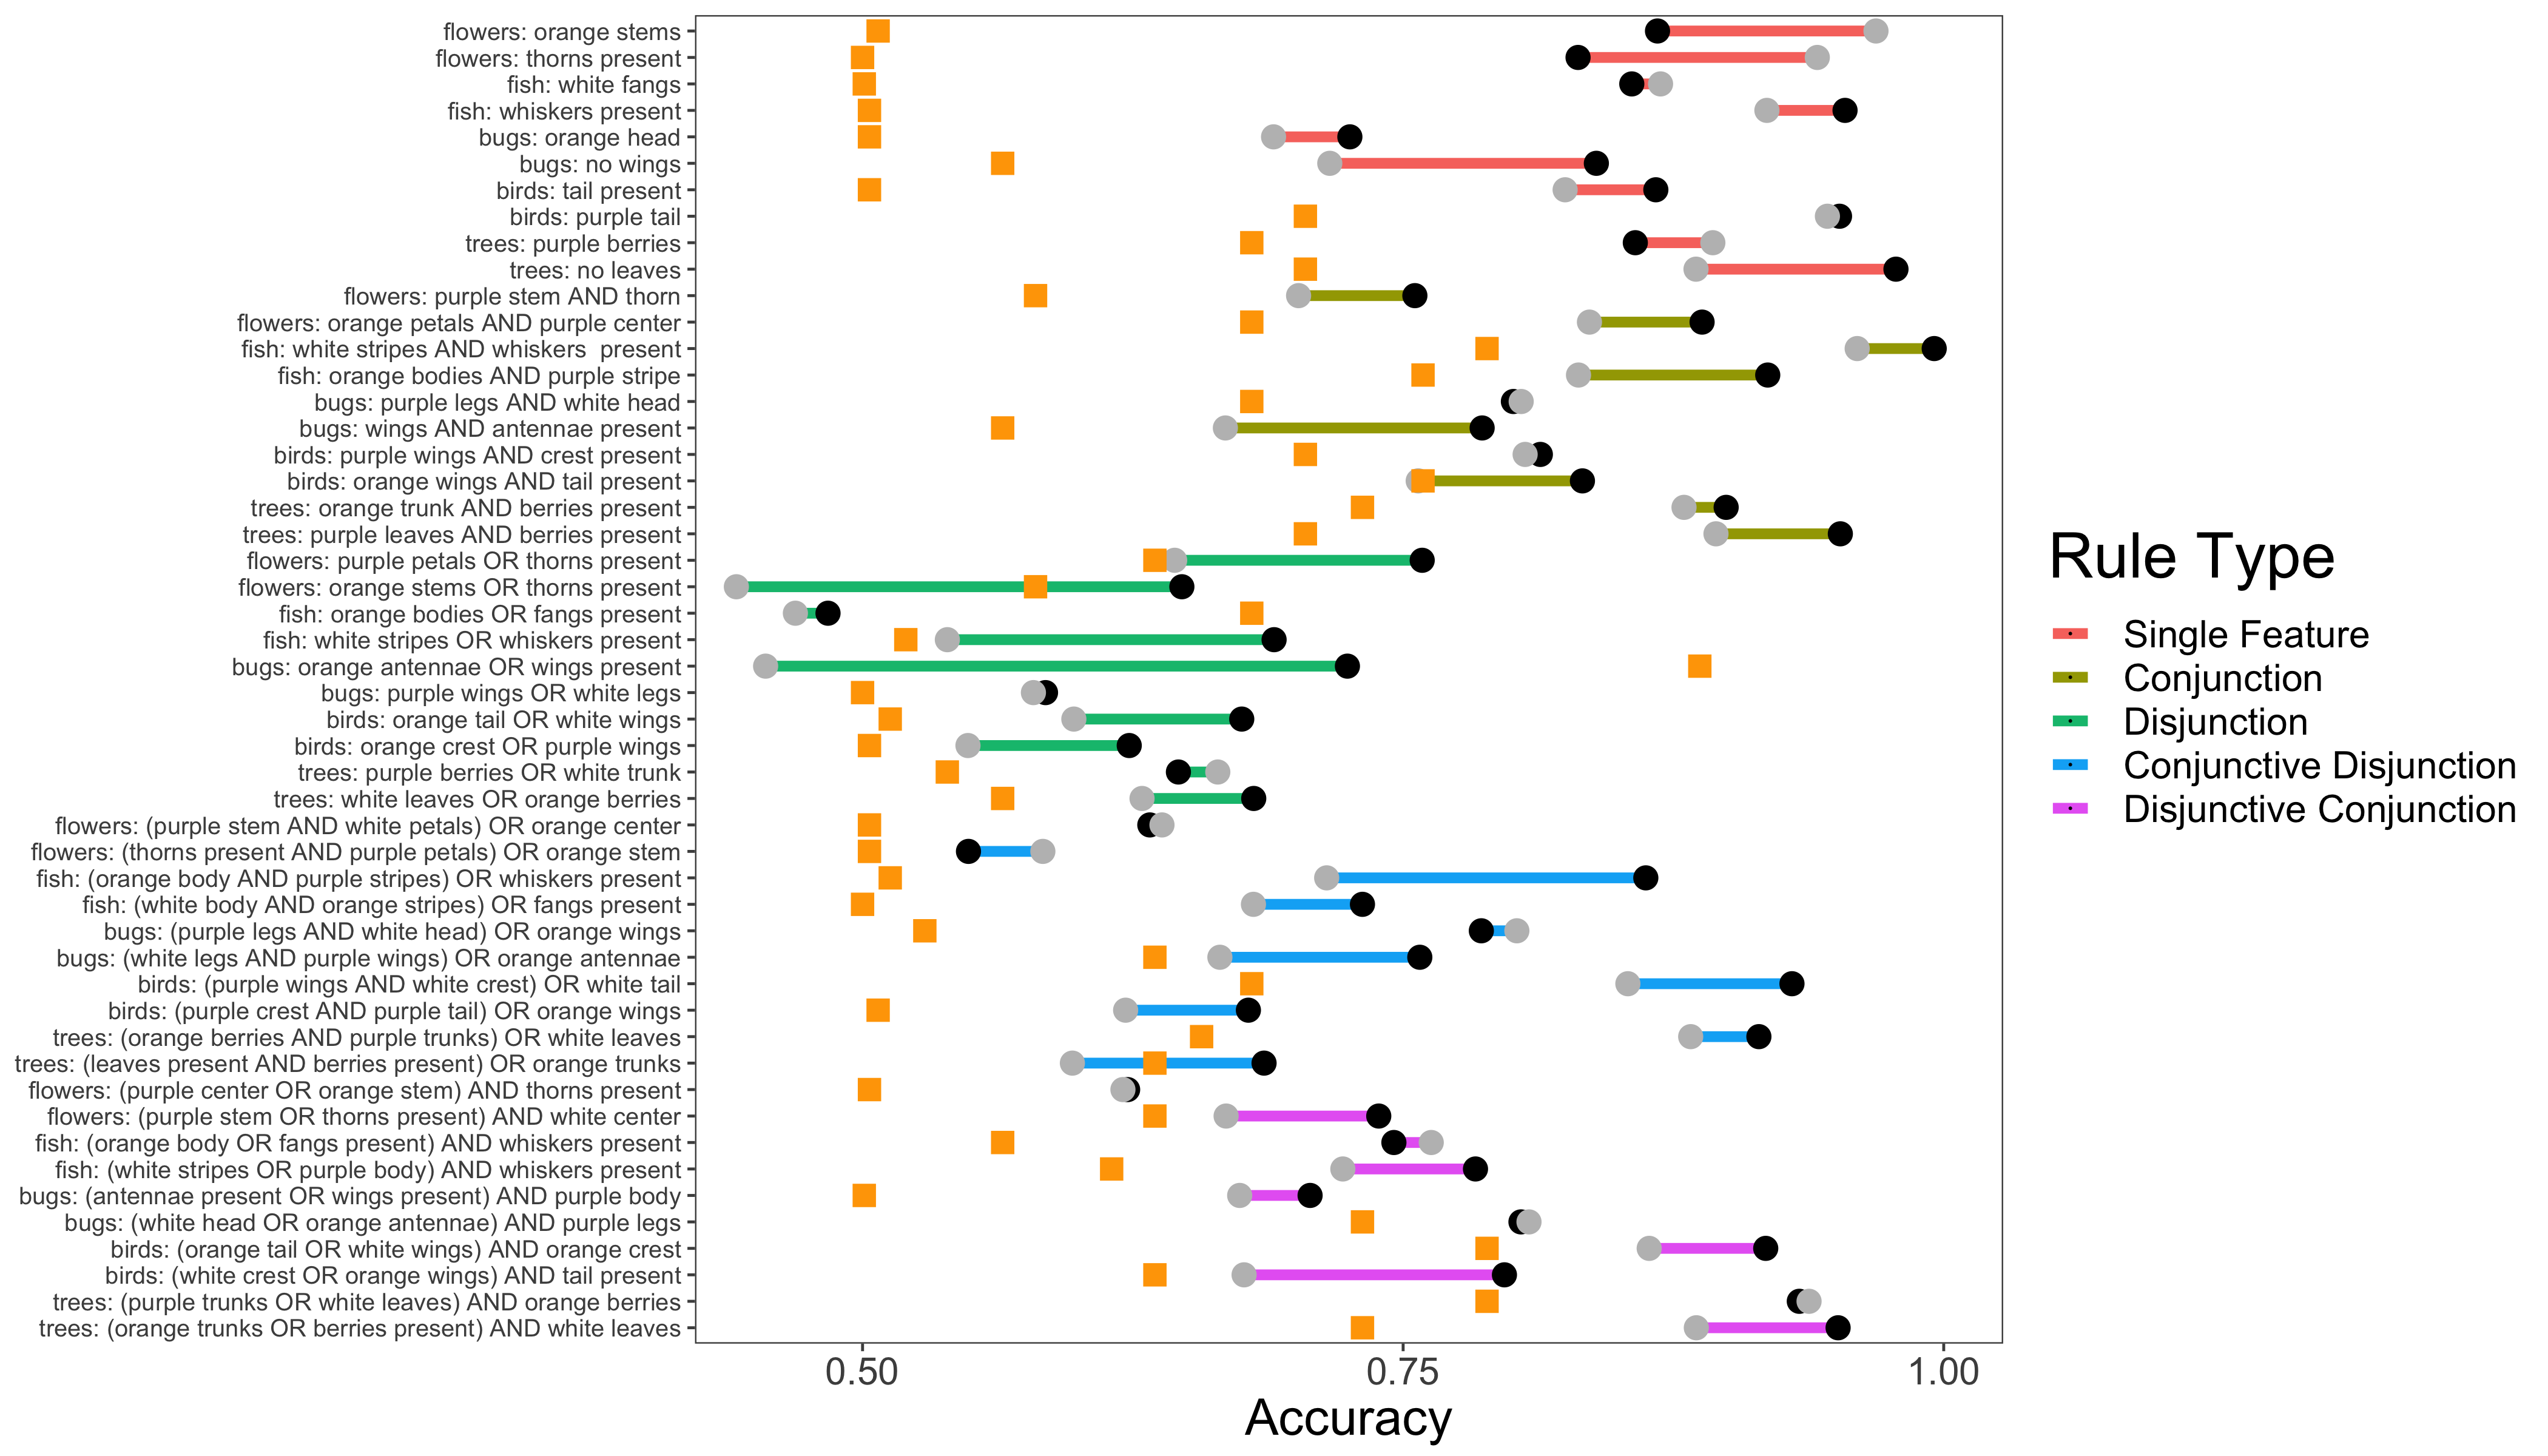 flowers: orange stems
flowers: thorns present
fish: white fangs
fish: whiskers present
bugs: orange head
bugs: no wings
birds: tail present
birds: purple tail
trees: purple berries
trees: no leaves
flowers: purple stem AND thorn
flowers: orange petals AND purple center
fish: white stripes AND whiskers  present
fish: orange bodies AND purple stripe
bugs: purple legs AND white head
bugs: wings AND antennae present
birds: purple wings AND crest present
birds: orange wings AND tail present
trees: orange trunk AND berries present
trees: purple leaves AND berries present
flowers: purple petals OR thorns present
flowers: orange stems OR thorns present
fish: orange bodies OR fangs present
fish: white stripes OR whiskers present
bugs: orange antennae OR wings present
bugs: purple wings OR white legs
birds: orange tail OR white wings
birds: orange crest OR purple wings
trees: purple berries OR white trunk
trees: white leaves OR orange berries
flowers: (purple stem AND white petals) OR orange center
flowers: (thorns present AND purple petals) OR orange stem
fish: (orange body AND purple stripes) OR whiskers present
fish: (white body AND orange stripes) OR fangs present
bugs: (purple legs AND white head) OR orange wings
bugs: (white legs AND purple wings) OR orange antennae
birds: (purple wings AND white crest) OR white tail
birds: (purple crest AND purple tail) OR orange wings
trees: (orange berries AND purple trunks) OR white leaves
trees: (leaves present AND berries present) OR orange trunks
flowers: (purple center OR orange stem) AND thorns present
flowers: (purple stem OR thorns present) AND white center
fish: (orange body OR fangs present) AND whiskers present
fish: (white stripes OR purple body) AND whiskers present
bugs: (antennae present OR wings present) AND purple body
bugs: (white head OR orange antennae) AND purple legs
birds: (orange tail OR white wings) AND orange crest
birds: (white crest OR orange wings) AND tail present
trees: (purple trunks OR white leaves) AND orange berries
trees: (orange trunks OR berries present) AND white leaves
0.50 0.75 1.00
Accuracy
Rule Type
Single Feature
Conjunction
Disjunction
Conjunctive Disjunction
Disjunctive Conjunction